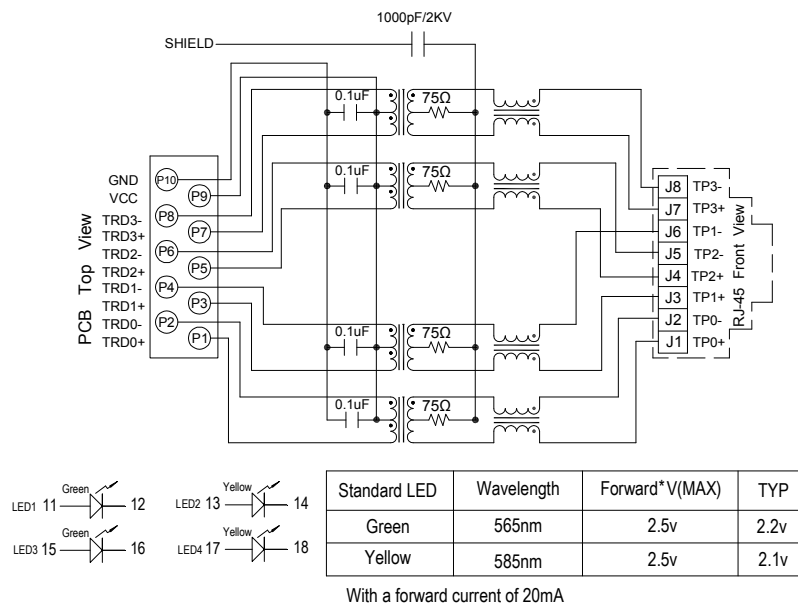 1000pF/2KV
SHIELD
0.1uF 75Ω
0.1uF 75Ω
0.1uF 75Ω
0.1uF 75Ω
PCB Top View
GND P10
VCC P9
TRD3- P8
TRD3+ P7
TRD2- P6
TRD2+ P5
TRD1- P4
TRD1+ P3
TRD0- P2
TRD0+ P1
J8 TP3-
J7 TP3+
J6 TP1-
J5 TP2-
J4 TP2+
J3 TP1+
J2 TP0-
J1 TP0+
RJ-45 Front View
Green
LED1 11 12
Yellow
LED2 13 14
Green
LED3 15 16
Yellow
LED4 17 18
Standard LED Wavelength Forward*V(MAX) TYP
Green 565nm 2.5v 2.2v
Yellow 585nm 2.5v 2.1v
With a forward current of 20mA